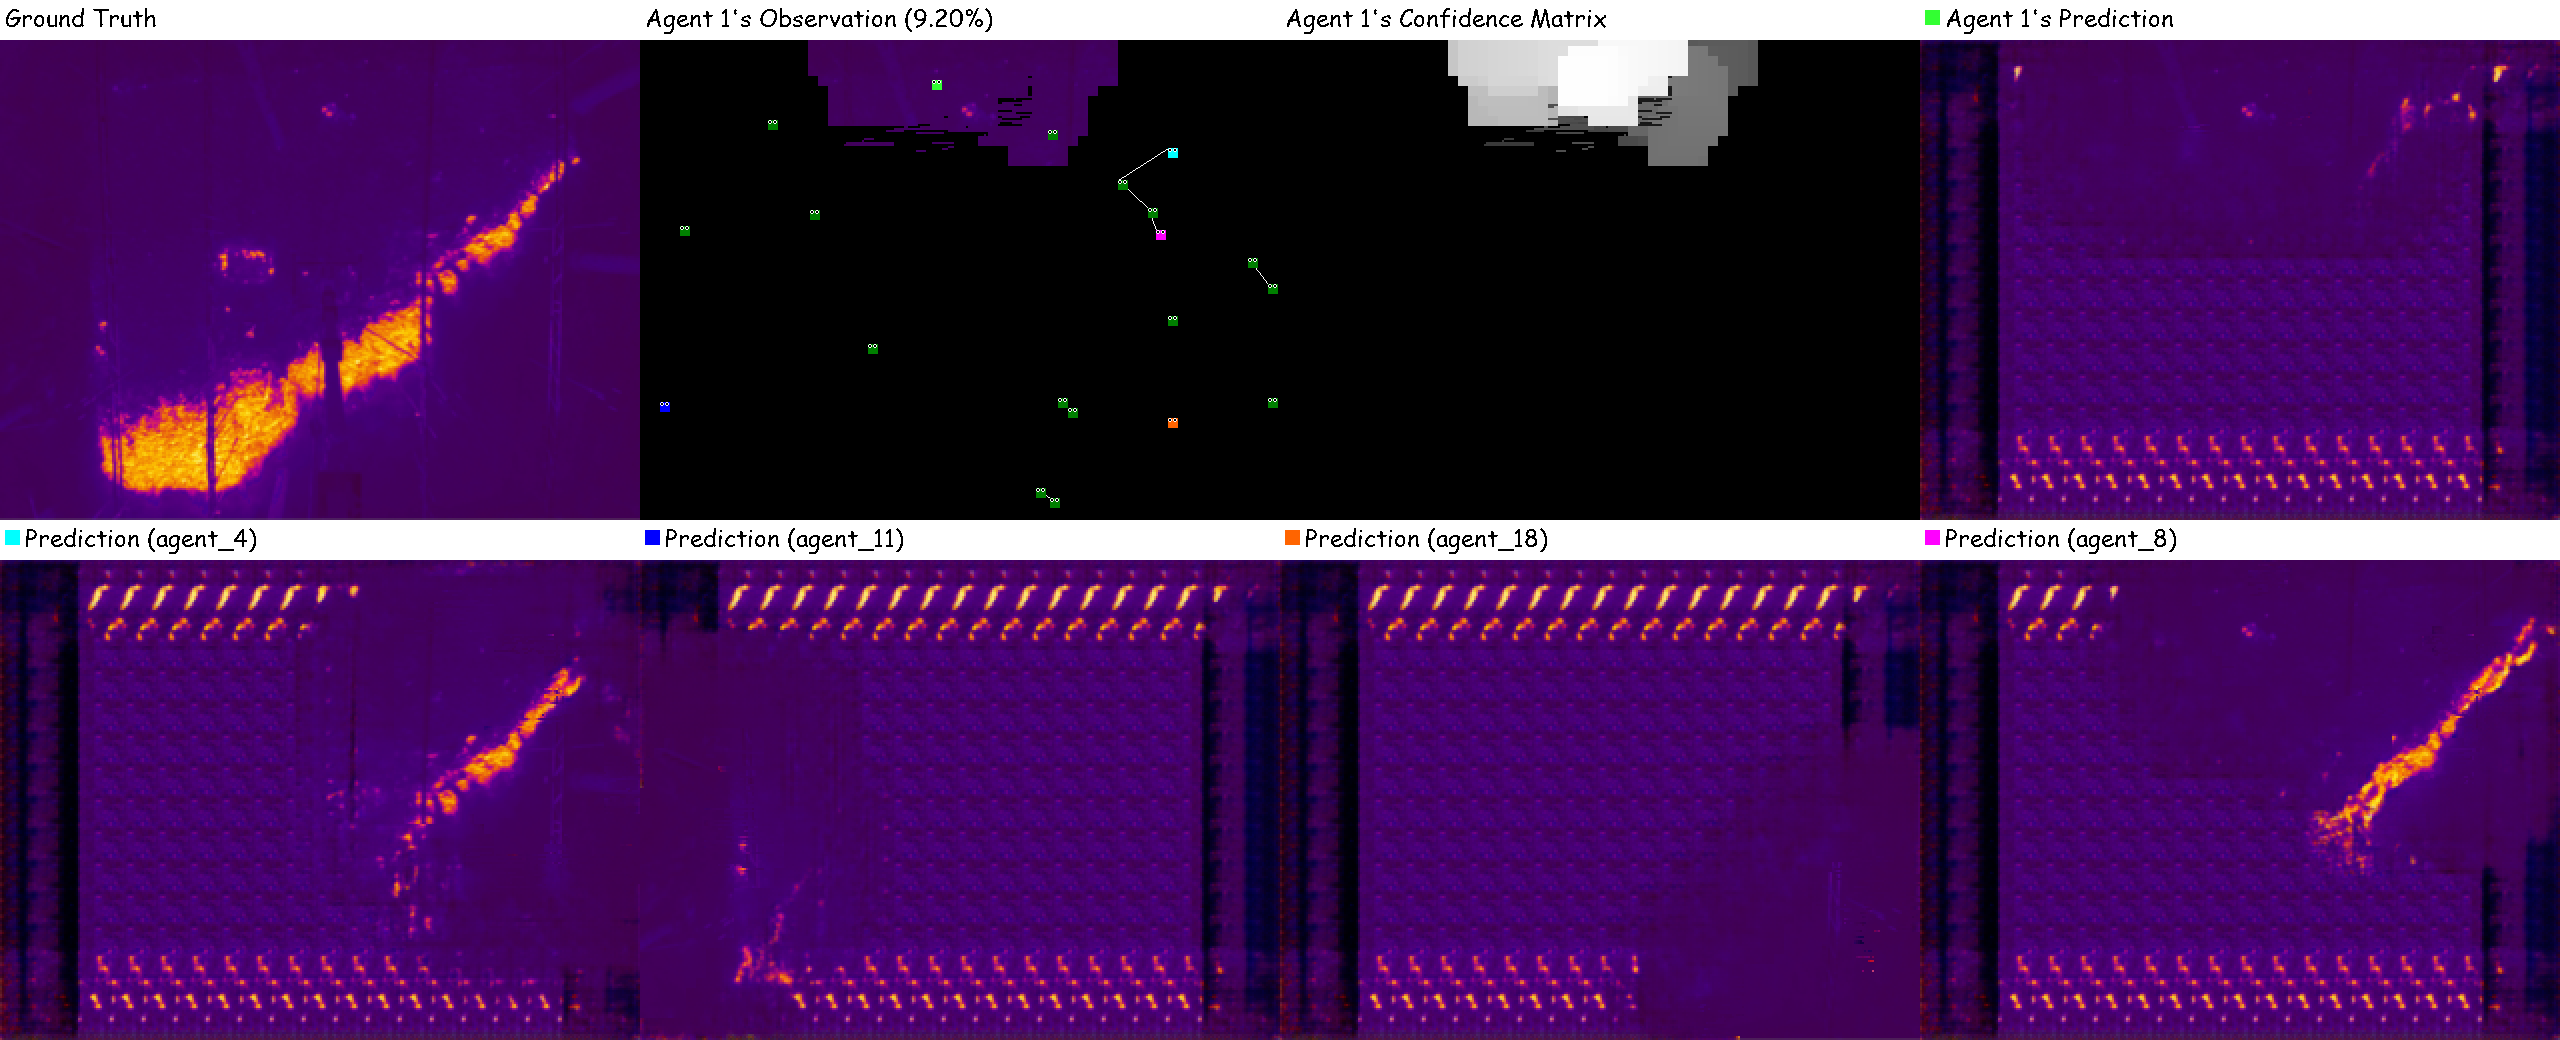 Ground Truth
Agent 1's Observation (9.20%)
Agent 1's Confidence Matrix
Agent 1's Prediction
Prediction (agent_4)
Prediction (agent_11)
Prediction (agent_18)
Prediction (agent_8)